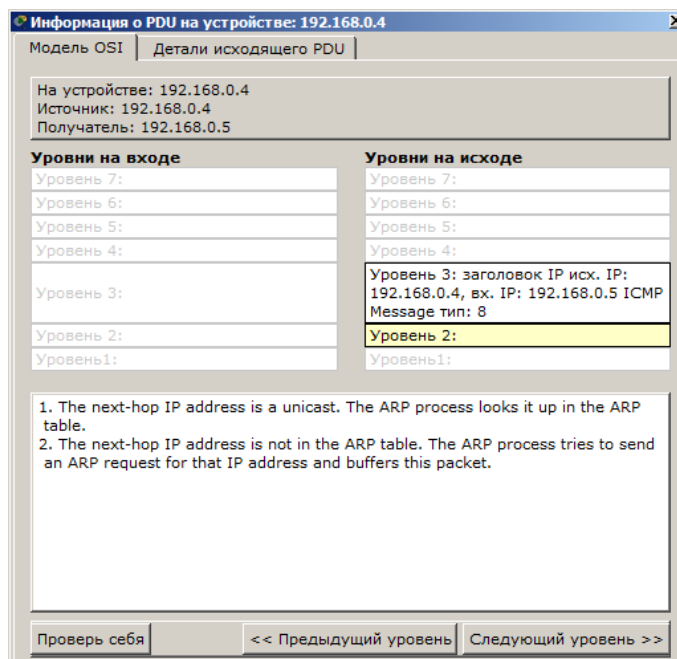 Информация о PDU на устройстве: 192.168.0.4
Модель OSI
Детали исходящего PDU
На устройстве: 192.168.0.4
Источник: 192.168.0.4
Получатель: 192.168.0.5
Уровни на входе
Уровень 7:
Уровень 6:
Уровень 5:
Уровень 4:
Уровень 3:
Уровень 2:
Уровень1:
Уровни на исходе
Уровень 7:
Уровень 6:
Уровень 5:
Уровень 4:
Уровень 3: заголовок IP исх. IP:
192.168.0.4, вх. IP: 192.168.0.5 ICMP
Message тип: 8
Уровень 2:
Уровень1:
1. The next-hop IP address is a unicast. The ARP process looks it up in the ARP
table.
2. The next-hop IP address is not in the ARP table. The ARP process tries to send
an ARP request for that IP address and buffers this packet.
Проверь себя
<< Предыдущий уровень
Следующий уровень >>